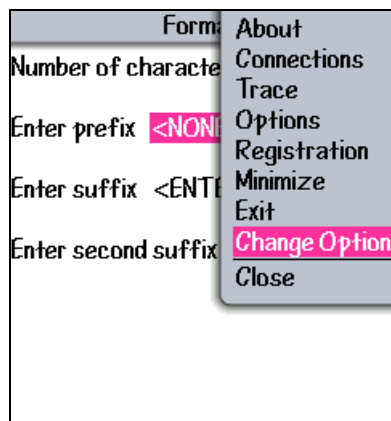 Forma
Number of characte
Enter prefix <NONE
Enter suffix <ENTE
Enter second suffix
About
Connections
Trace
Options
Registration
Minimize
Exit
Change Option
Close